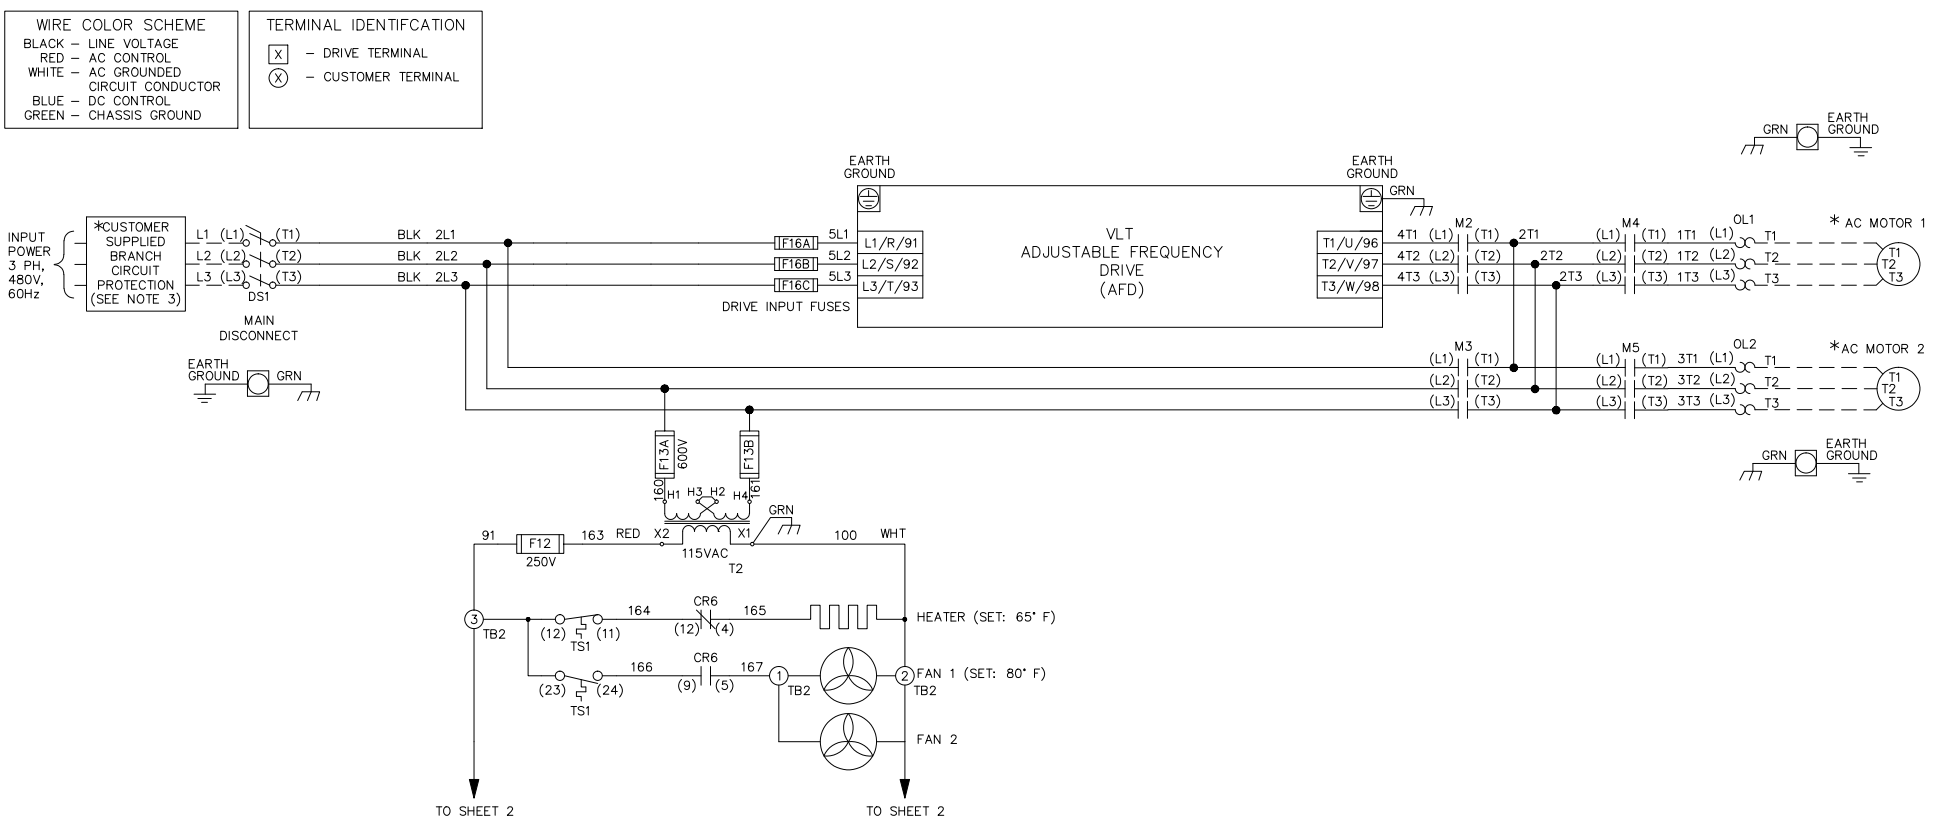 WIRE COLOR SCHEME
BLACK – LINE VOLTAGE
RED – AC CONTROL
WHITE – AC GROUNDED
CIRCUIT CONDUCTOR
BLUE – DC CONTROL
GREEN – CHASSIS GROUND
TERMINAL IDENTIFCATION
X – DRIVE TERMINAL
X – CUSTOMER TERMINAL
INPUT
POWER
3 PH,
480V,
60Hz
*CUSTOMER
SUPPLIED
BRANCH
CIRCUIT
PROTECTION
(SEE NOTE 3)
L1 (L1) (T1) BLK 2L1
L2 (L2) (T2) BLK 2L2
L3 (L3) (T3) BLK 2L3
DS1
MAIN
DISCONNECT
EARTH
GROUND GRN
F16A 5L1
F16B 5L2
F16C 5L3
DRIVE INPUT FUSES
EARTH
GROUND
L1/R/91
L2/S/92
L3/T/93
VLT
ADJUSTABLE FREQUENCY
DRIVE
(AFD)
EARTH
GROUND
GRN
T1/U/96
T2/V/97
T3/W/98
M2 M4 OL1
4T1 (L1) (T1) 2T1 (L1) (T1) 1T1 (L1) T1
4T2 (L2) (T2) 2T2 (L2) (T2) 1T2 (L2) T2
4T3 (L3) (T3) 2T3 (L3) (T3) 1T3 (L3) T3
* AC MOTOR 1
T1
T2
T3
GRN EARTH
GROUND
M3 M5 OL2
(L1) (T1) (L1) (T1) 3T1 (L1) T1
(L2) (T2) (L2) (T2) 3T2 (L2) T2
(L3) (T3) (L3) (T3) 3T3 (L3) T3
*AC MOTOR 2
T1
T2
T3
GRN EARTH
GROUND
F13A
600V
F13B
160
161
H1 H3 H2 H4
GRN
91 F12 163 RED X2 X1 100 WHT
250V
115VAC
T2
3
TB2
(12) (11)
TS1
164
CR6
(12) (4)
165
HEATER (SET: 65° F)
(23) (24)
TS1
166
CR6
(9) (5)
167
1
TB2
2
TB2
FAN 1 (SET: 80° F)
FAN 2
TO SHEET 2
TO SHEET 2